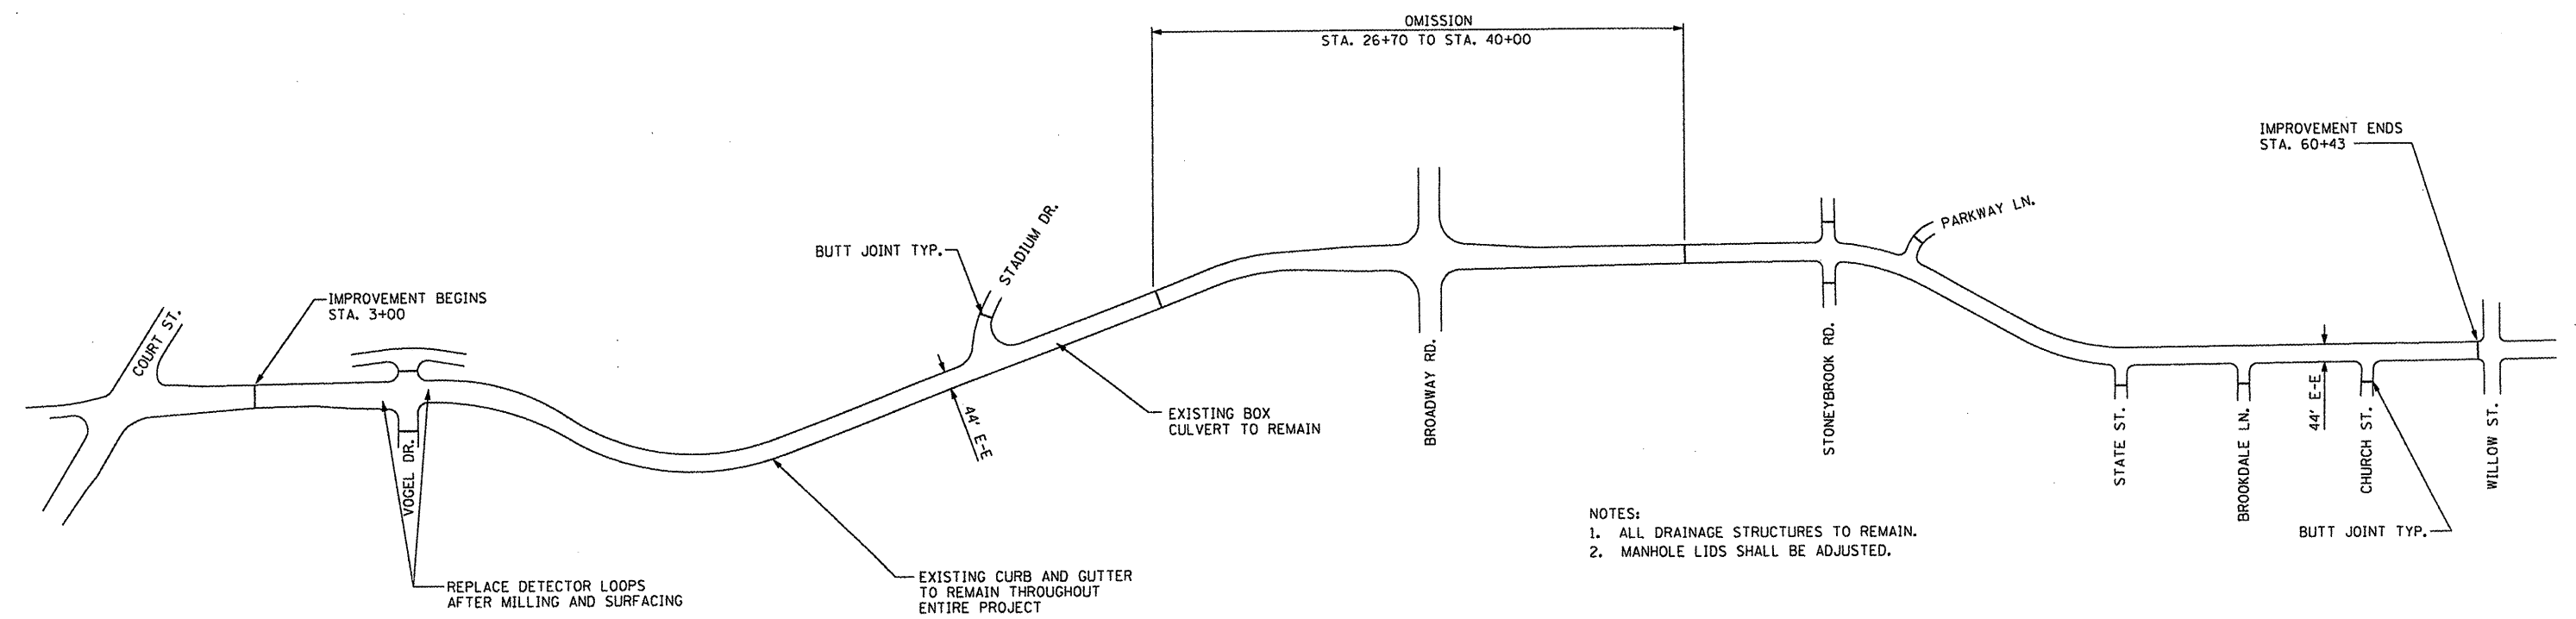 OMISSION
STA. 26+70 TO STA. 40+00
IMPROVEMENT ENDS
STA. 60+43
PARKWAY LN.
STADIUM DR.
BUTT JOINT TYP.
IMPROVEMENT BEGINS
STA. 3+00
COURT ST.
VOGEL DR.
44' E-E
EXISTING BOX
CULVERT TO REMAIN
BROADWAY RD.
STONEYBROOK RD.
STATE ST.
BROOKDALE LN.
44' E-E
CHURCH ST.
WILLOW ST.
BUTT JOINT TYP.
NOTES:
1. ALL DRAINAGE STRUCTURES TO REMAIN.
2. MANHOLE LIDS SHALL BE ADJUSTED.
REPLACE DETECTOR LOOPS
AFTER MILLING AND SURFACING
EXISTING CURB AND GUTTER
TO REMAIN THROUGHOUT
ENTIRE PROJECT